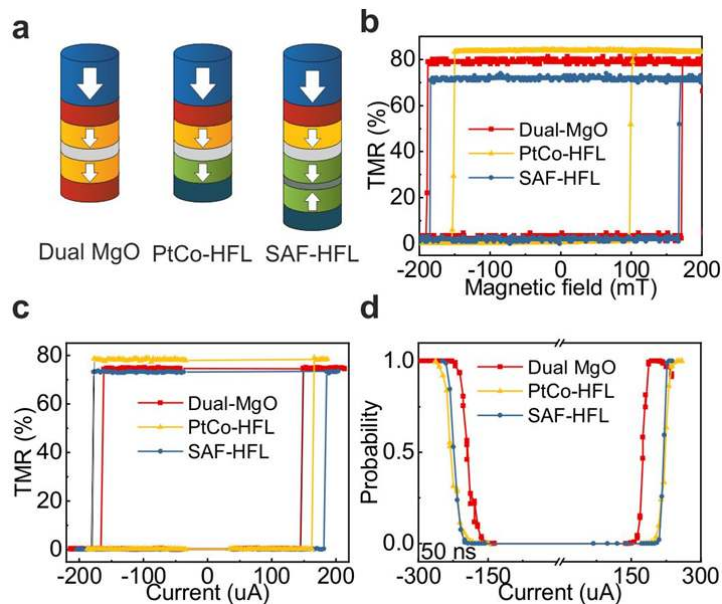 a
Dual MgO PtCo-HFL SAF-HFL
b
TMR (%)
80
60
40
20
0
Dual-MgO
PtCo-HFL
SAF-HFL
-200 -100 0 100 200
Magnetic field (mT)
c
TMR (%)
80
60
40
20
0
Dual-MgO
PtCo-HFL
SAF-HFL
-200 -100 0 100 200
Current (uA)
d
Probability
1.0
0.5
0.0
Dual MgO
PtCo-HFL
SAF-HFL
50 ns
-300 -150 150 300
Current (uA)